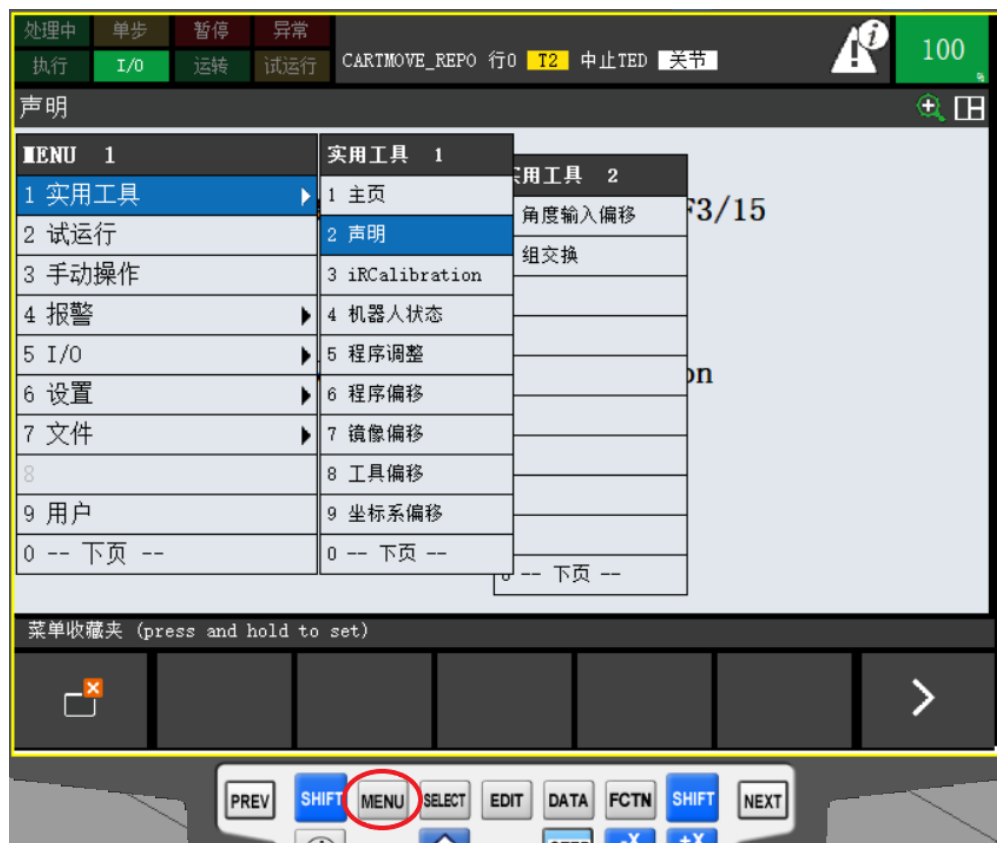 处理中 单步 暂停 异常
执行 I/O 运转 试运行 CARTMOVE_REPO 行0 T2 中止TED 关节
100
%
声明
MENU 1
1 实用工具
2 试运行
3 手动操作
4 报警
5 I/O
6 设置
7 文件
8
9 用户
0 -- 下页 --
实用工具 1
1 主页
2 声明
3 iRCalibration
4 机器人状态
5 程序调整
6 程序偏移
7 镜像偏移
8 工具偏移
9 坐标系偏移
0 -- 下页 --
实用工具 2
角度输入偏移
组交换
0 -- 下页 --
F3/15
on
菜单收藏夹 (press and hold to set)
PREV SHIFT MENU SELECT EDIT DATA FCTN SHIFT NEXT
-X +X